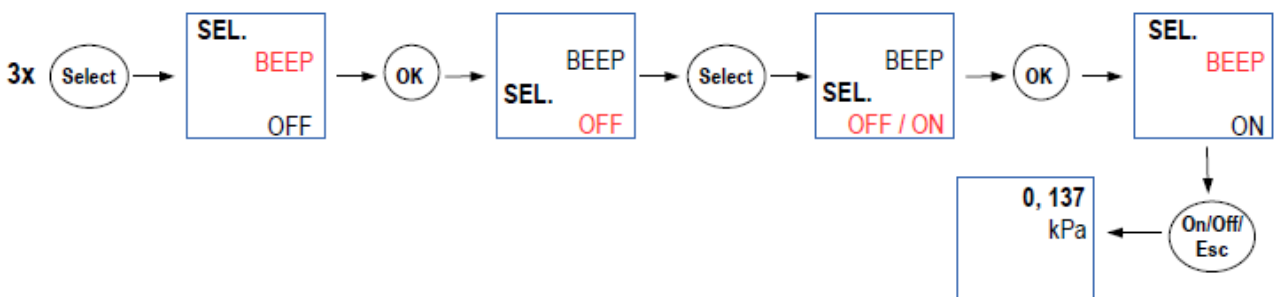 3x
Select
SEL.
BEEP
OFF
OK
BEEP
SEL.
OFF
Select
BEEP
SEL.
OFF / ON
OK
SEL.
BEEP
ON
On/Off/
Esc
0, 137
kPa